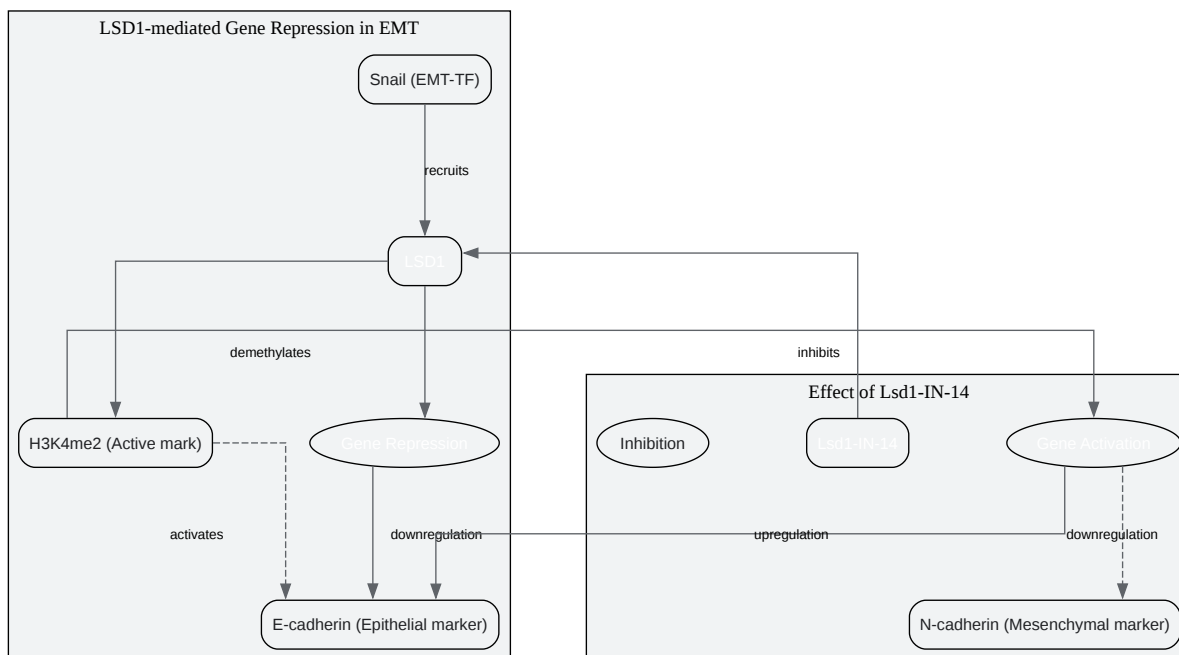 LSD1-mediated Gene Repression in EMT
Snail (EMT-TF)
recruits
LSD1
demethylates
inhibits
Effect of Lsd1-IN-14
H3K4me2 (Active mark)
Gene Repression
Inhibition
Lsd1-IN-14
Gene Activation
activates
downregulation
upregulation
downregulation
E-cadherin (Epithelial marker)
N-cadherin (Mesenchymal marker)